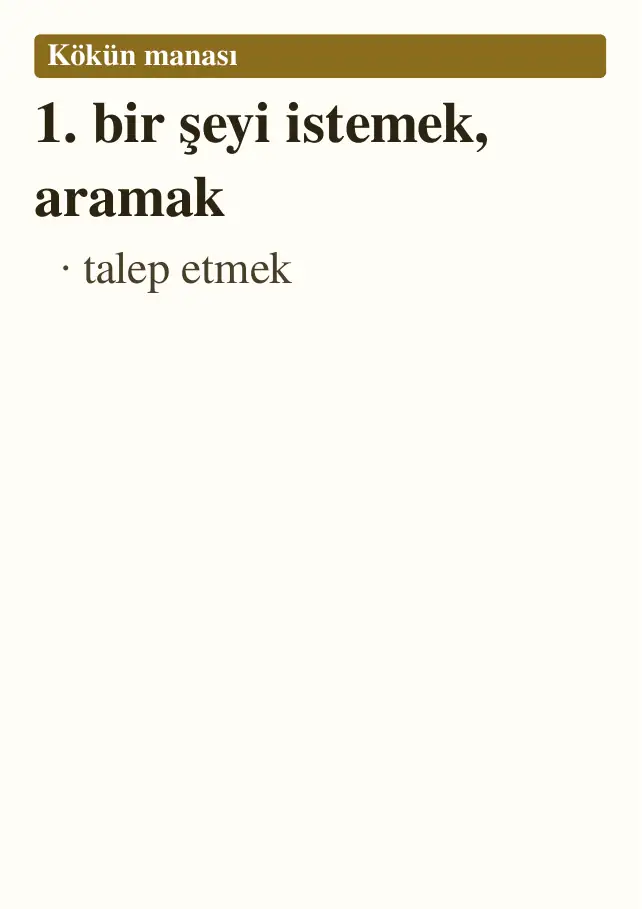 Kökün manası
1. bir şeyi istemek,
aramak
· talep etmek